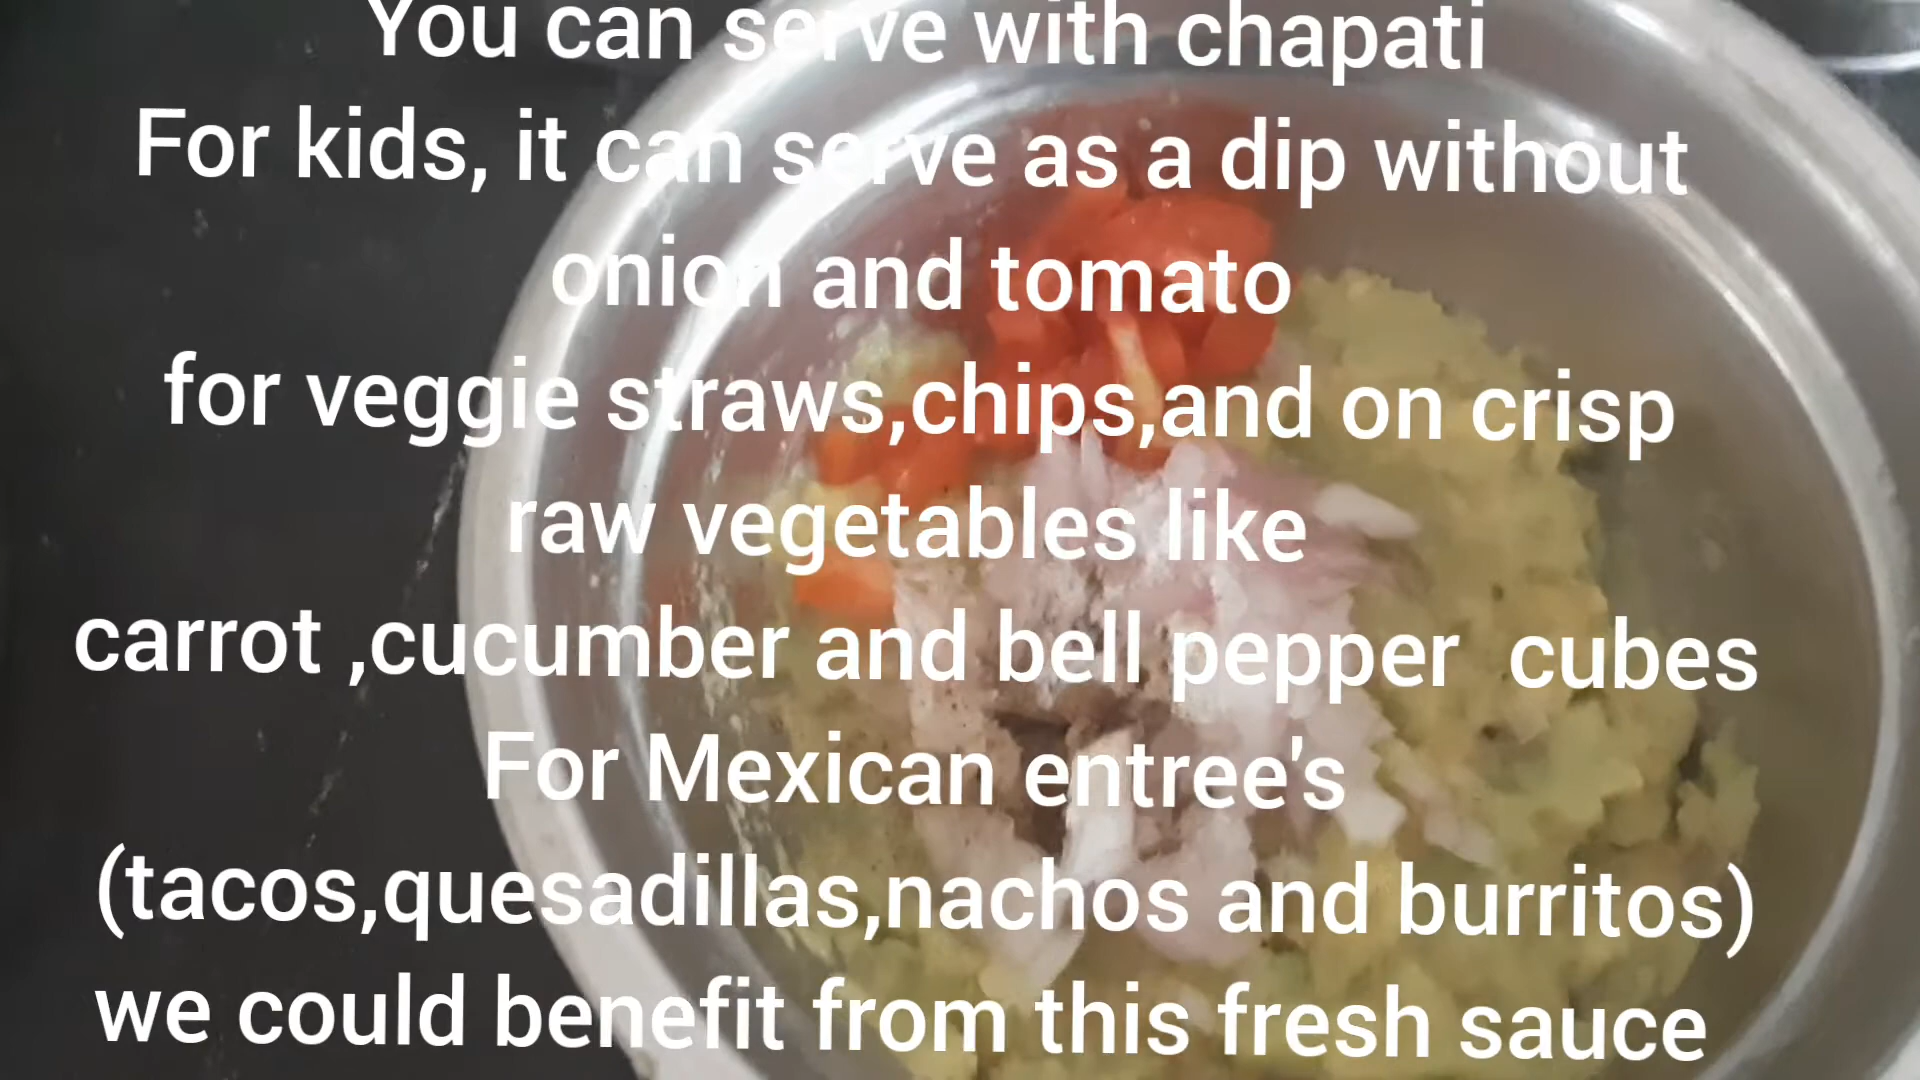 You can serve with chapati
For kids, it can serve as a dip without
onion and tomato
for veggie straws,chips,and on crisp
raw vegetables like
carrot ,cucumber and bell pepper  cubes
For Mexican entree's
(tacos,quesadillas,nachos and burritos)
we could benefit from this fresh sauce